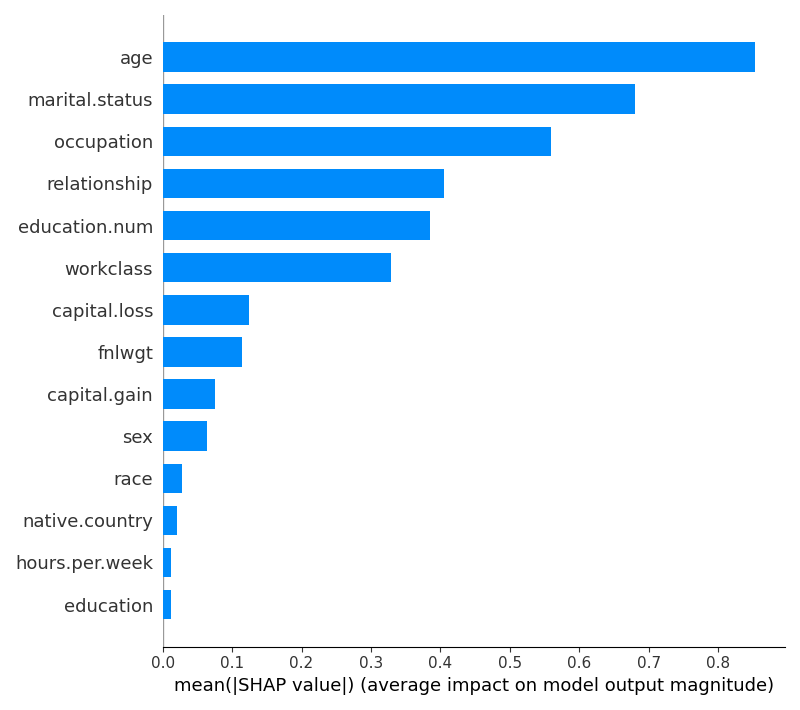 age
marital.status
occupation
relationship
education.num
workclass
capital.loss
fnlwgt
capital.gain
sex
race
native.country
hours.per.week
education
0.0 0.1 0.2 0.3 0.4 0.5 0.6 0.7 0.8
mean(|SHAP value|) (average impact on model output magnitude)